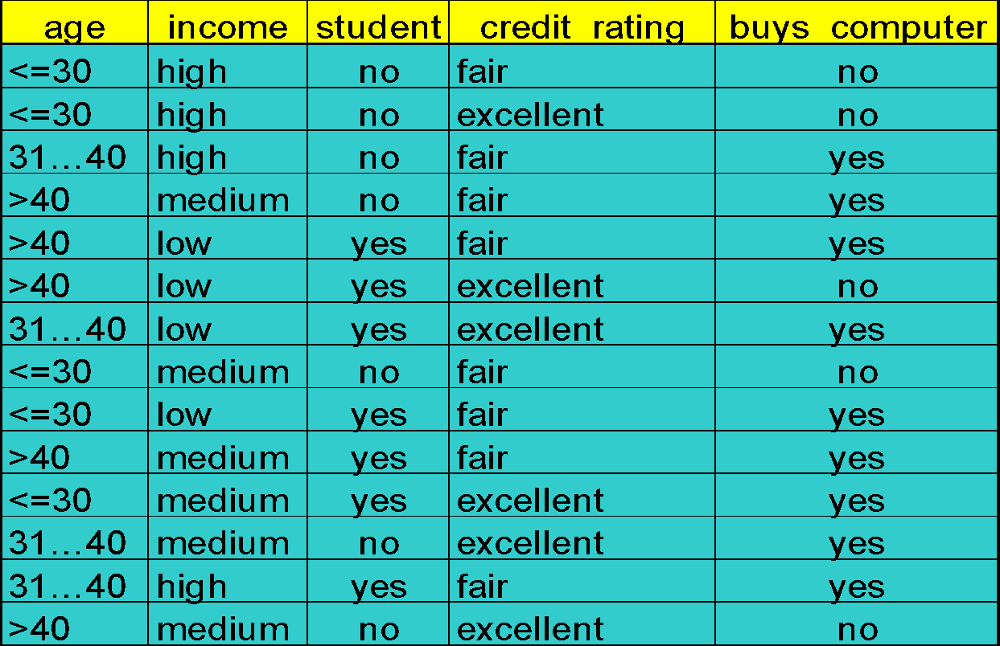 age income student credit rating buys computer
<=30 high no fair no
<=30 high no excellent no
31…40 high no fair yes
>40 medium no fair yes
>40 low yes fair yes
>40 low yes excellent no
31…40 low yes excellent yes
<=30 medium no fair no
<=30 low yes fair yes
>40 medium yes fair yes
<=30 medium yes excellent yes
31…40 medium no excellent yes
31…40 high yes fair yes
>40 medium no excellent no